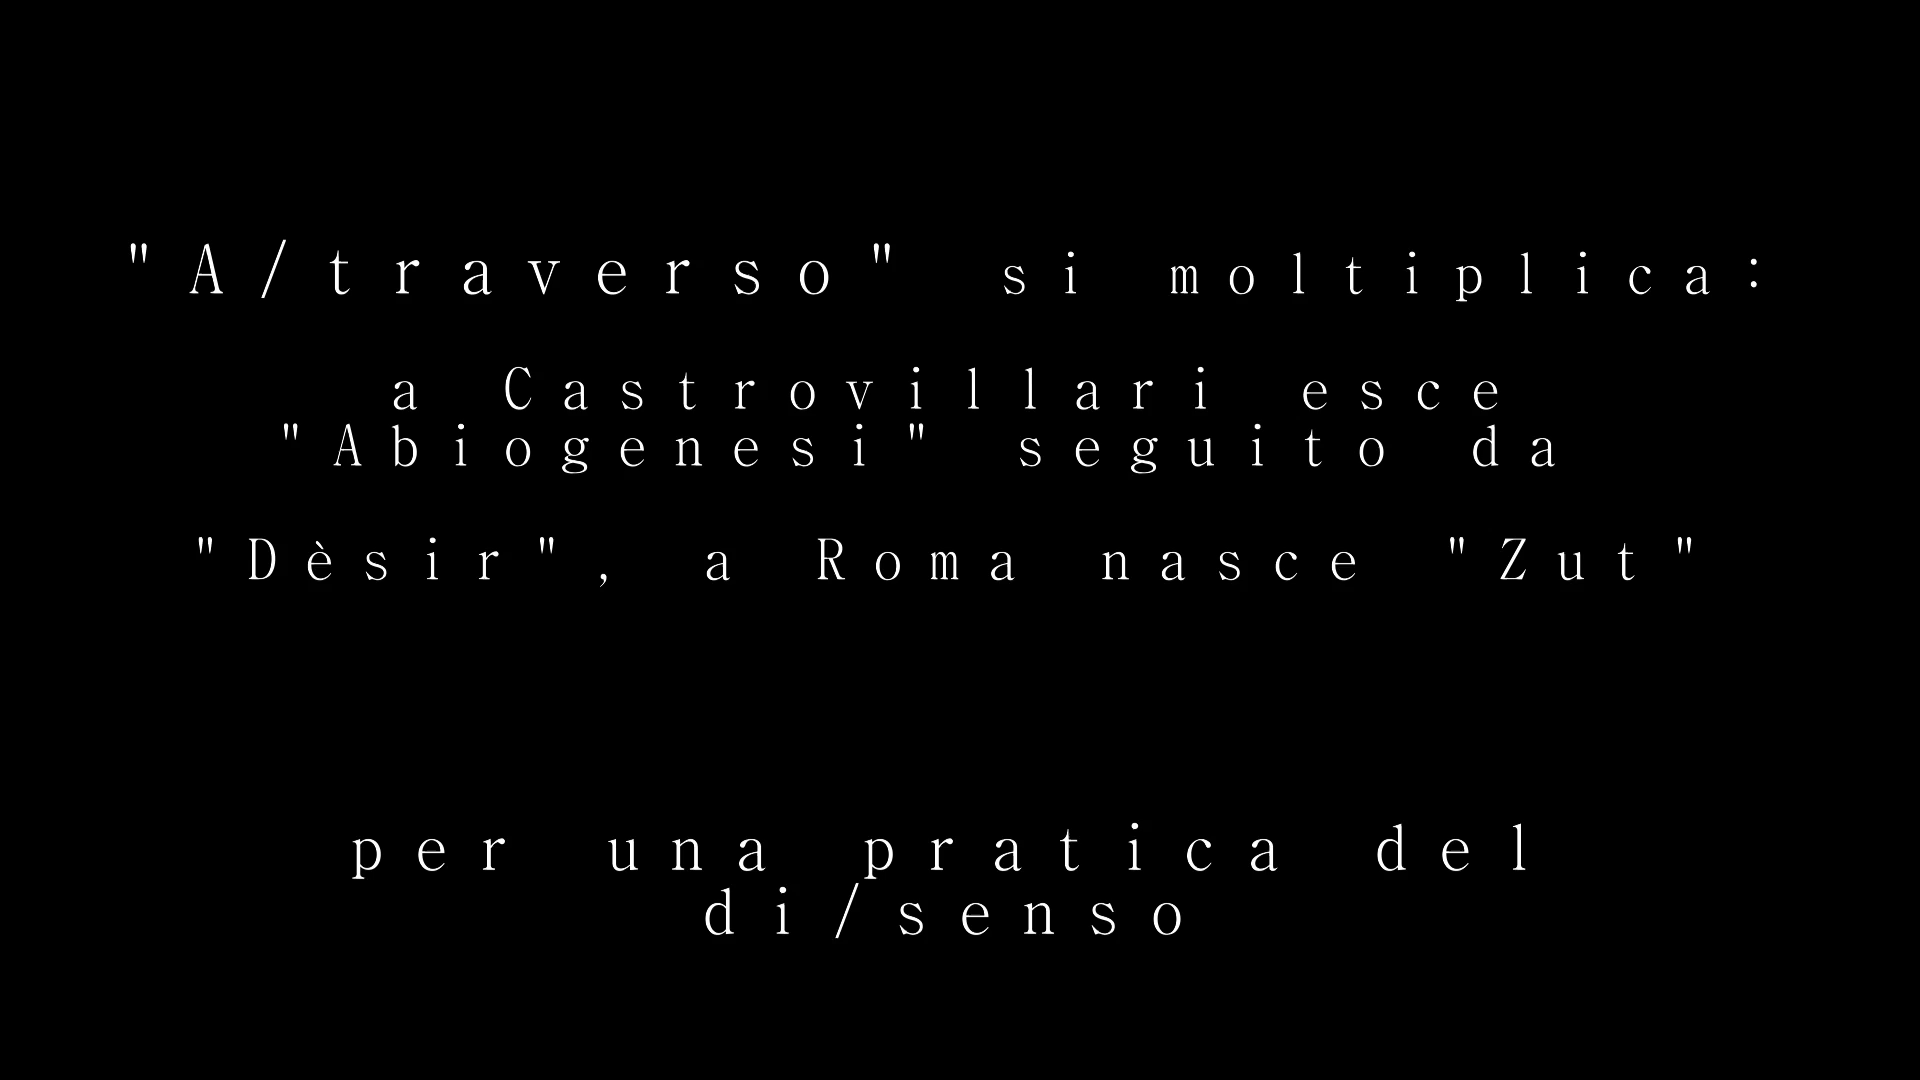 "A/traverso" si moltiplica:
a Castrovillari esce
"Abiogenesi" seguito da
"Dèsir", a Roma nasce "Zut"
per una pratica del
di/senso